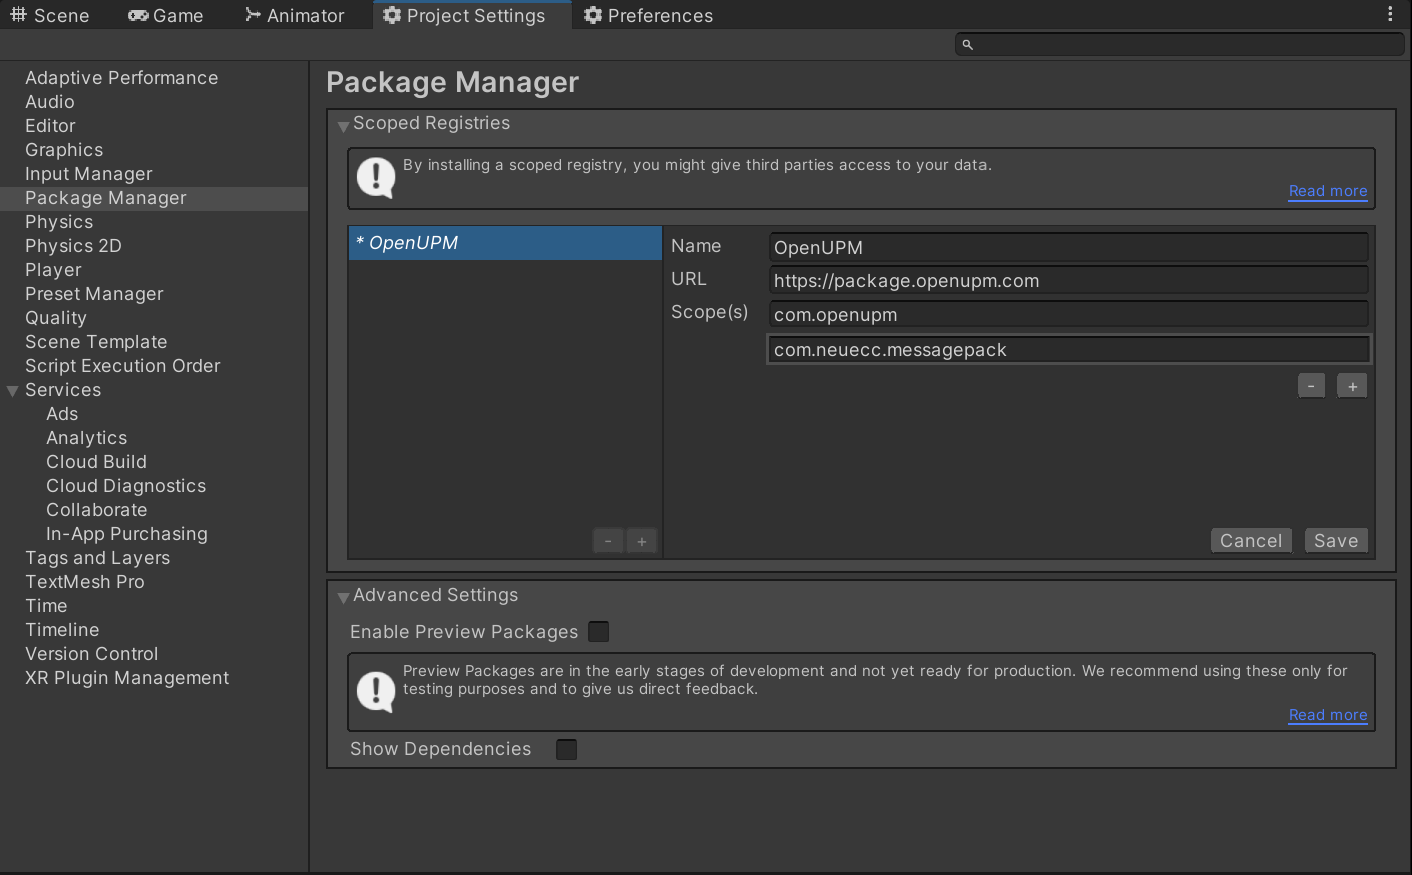 Scene Game Animator Project Settings Preferences
Adaptive Performance
Audio
Editor
Graphics
Input Manager
Package Manager
Physics
Physics 2D
Player
Preset Manager
Quality
Scene Template
Script Execution Order
Services
Ads
Analytics
Cloud Build
Cloud Diagnostics
Collaborate
In-App Purchasing
Tags and Layers
TextMesh Pro
Time
Timeline
Version Control
XR Plugin Management
Package Manager
Scoped Registries
By installing a scoped registry, you might give third parties access to your data.
Read more
* OpenUPM
- +
Name OpenUPM
URL https://package.openupm.com
Scope(s) com.openupm
com.neuecc.messagepack
- +
Cancel Save
Advanced Settings
Enable Preview Packages
Preview Packages are in the early stages of development and not yet ready for production. We recommend using these only for
testing purposes and to give us direct feedback.
Read more
Show Dependencies